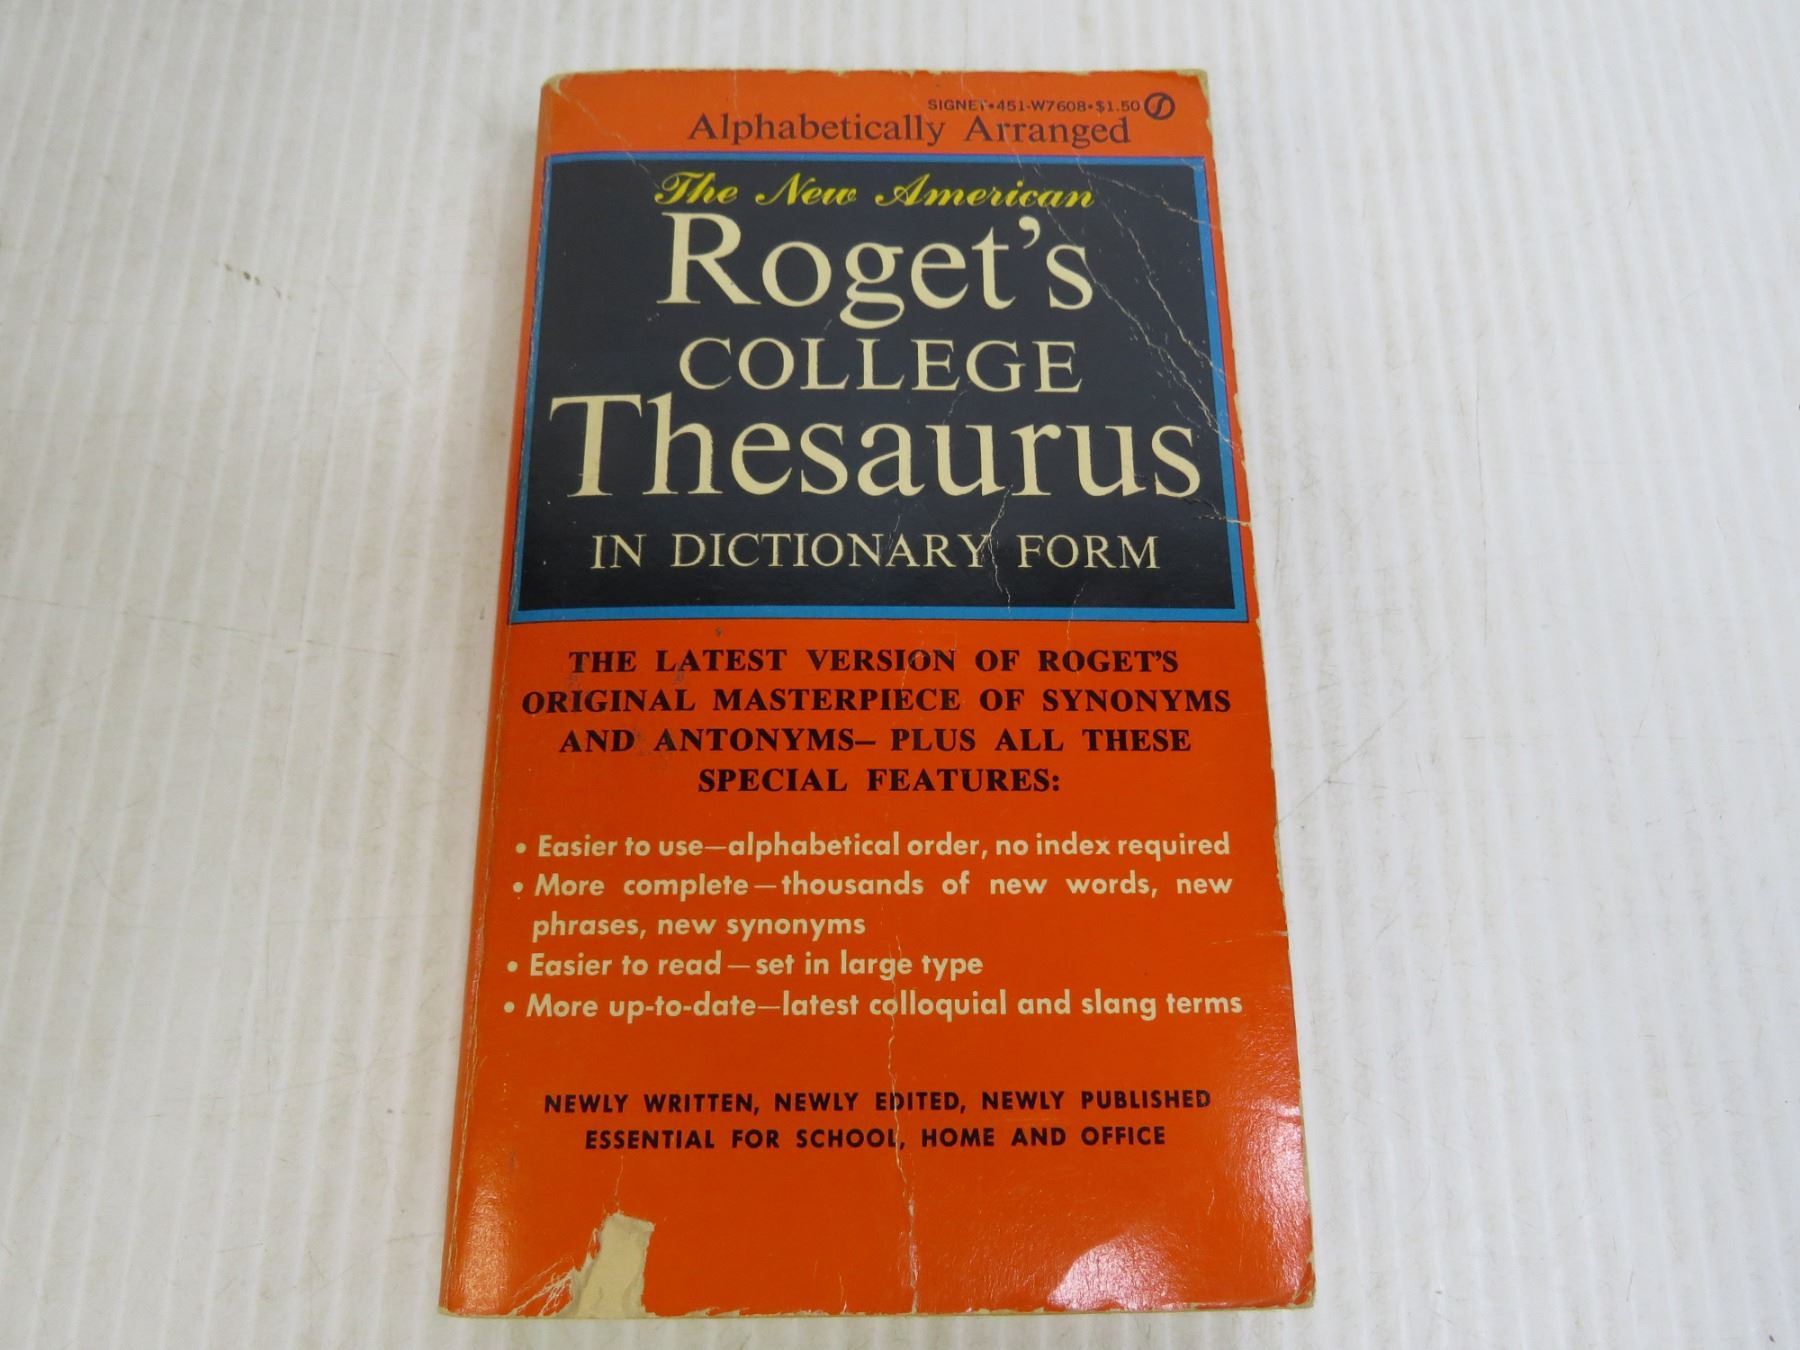 SIGNET•451-W7608•$1.50
Alphabetically Arranged
The New American
Roget's
COLLEGE
Thesaurus
IN DICTIONARY FORM
THE LATEST VERSION OF ROGET'S
ORIGINAL MASTERPIECE OF SYNONYMS
AND ANTONYMS— PLUS ALL THESE
SPECIAL FEATURES:
• Easier to use—alphabetical order, no index required
• More complete—thousands of new words, new
phrases, new synonyms
• Easier to read—set in large type
• More up-to-date—latest colloquial and slang terms
NEWLY WRITTEN, NEWLY EDITED, NEWLY PUBLISHED
ESSENTIAL FOR SCHOOL, HOME AND OFFICE